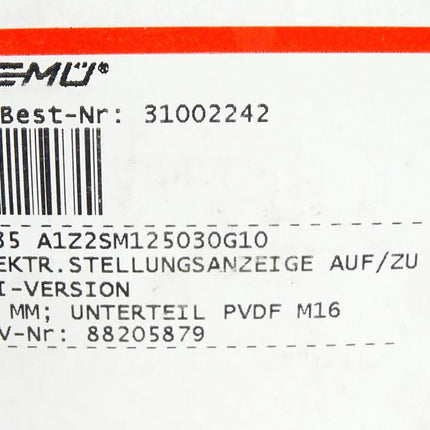 EMÜ®
Best-Nr: 31002242
35 A1Z2SM125030G10
EKTR.STELLUNGSANZEIGE AUF/ZU
I-VERSION
MM; UNTERTEIL PVDF M16
V-Nr: 88205879